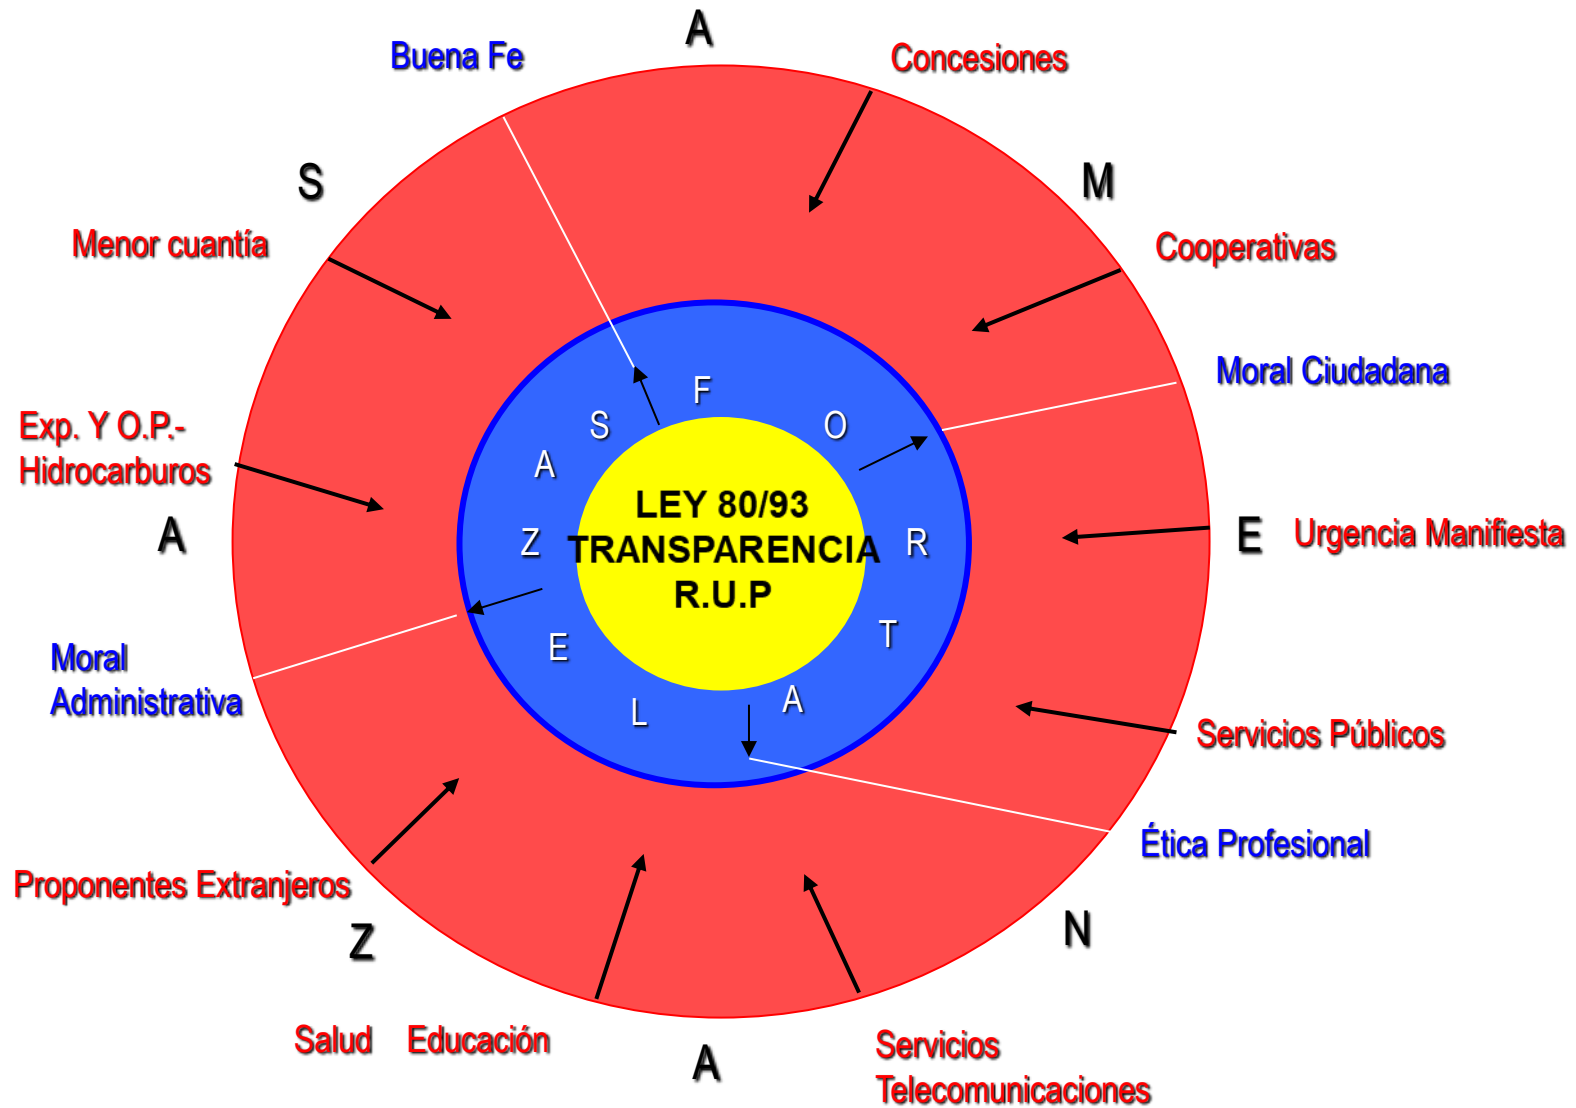 A
Buena Fe
Concesiones
S
M
Menor cuantía
Cooperativas
Moral Ciudadana
F
O
S
A
Exp. Y O.P.-
Hidrocarburos
LEY 80/93
TRANSPARENCIA
R.U.P
Z
R
A
E
Urgencia Manifiesta
Moral
Administrativa
E
T
L
A
Servicios Públicos
Ética Profesional
Proponentes Extranjeros
Z
N
Salud Educación
A
Servicios
Telecomunicaciones